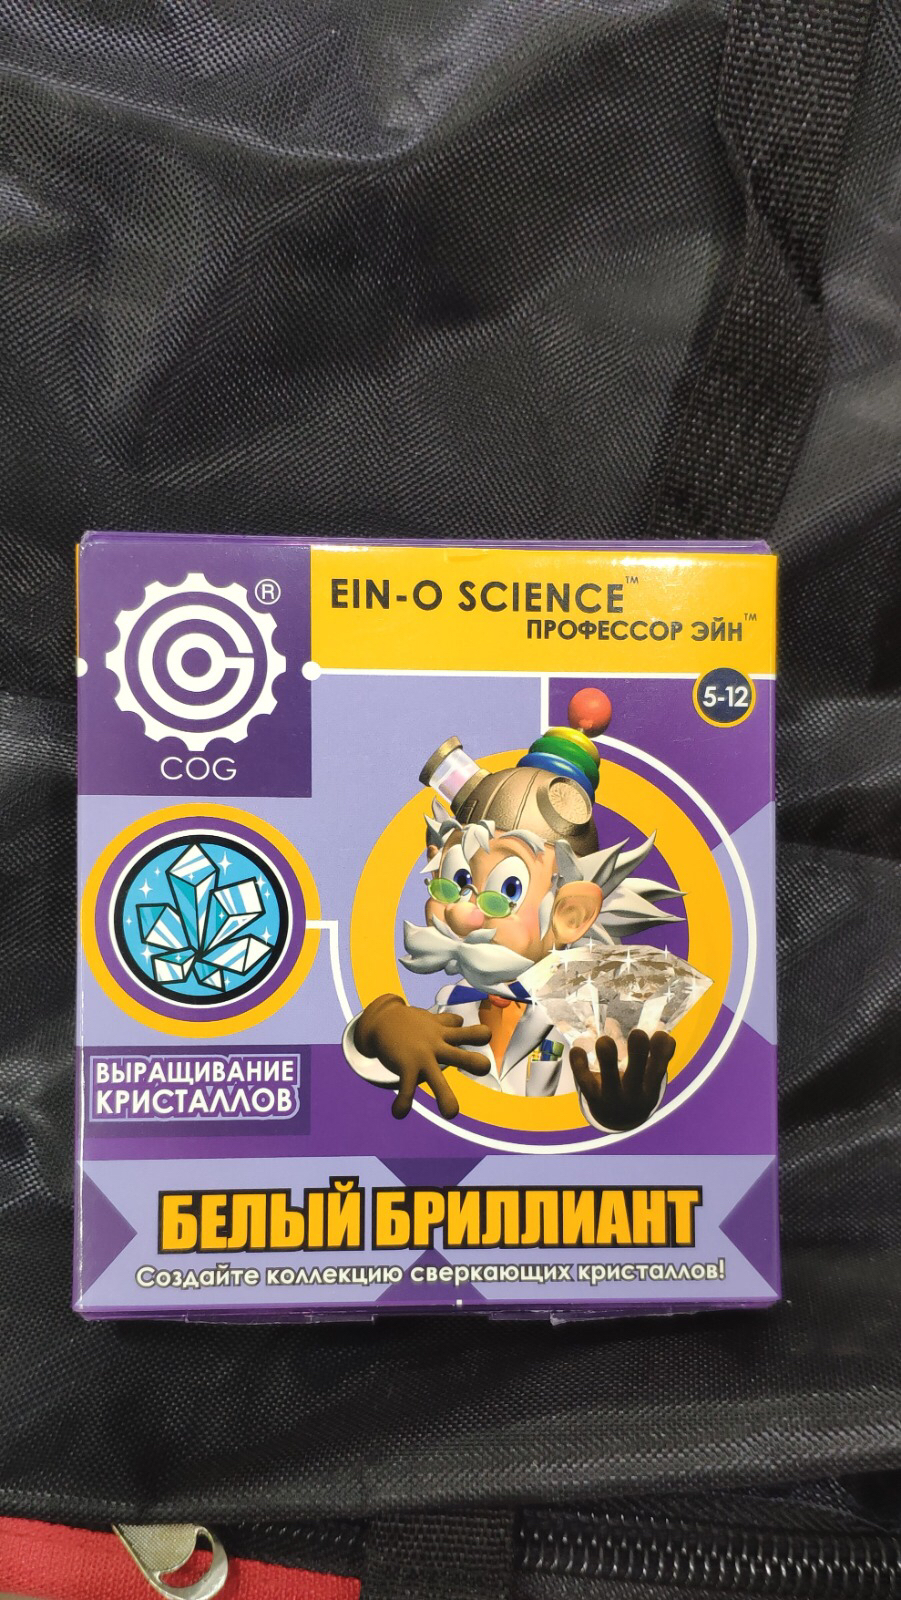 EIN-O SCIENCE™
ПРОФЕССОР ЭЙН™
®
COG
5-12
ВЫРАЩИВАНИЕ
КРИСТАЛЛОВ
БЕЛЫЙ БРИЛЛИАНТ
Создайте коллекцию сверкающих кристаллов!